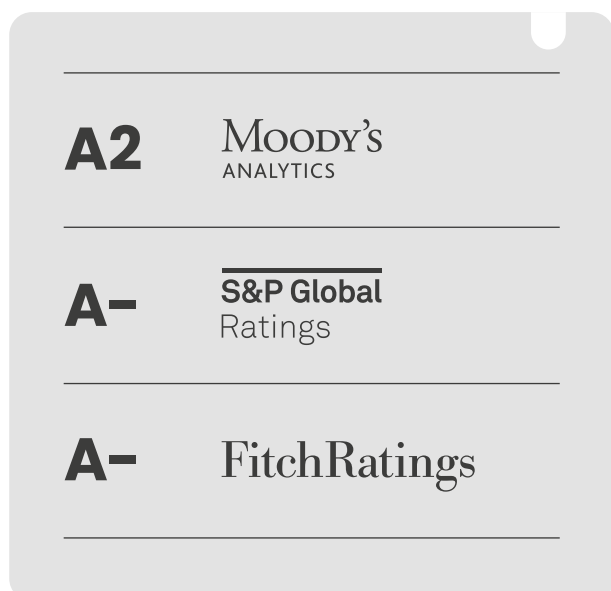 A2
MOODY'S
ANALYTICS
A-
S&P Global
Ratings
A-
FitchRatings